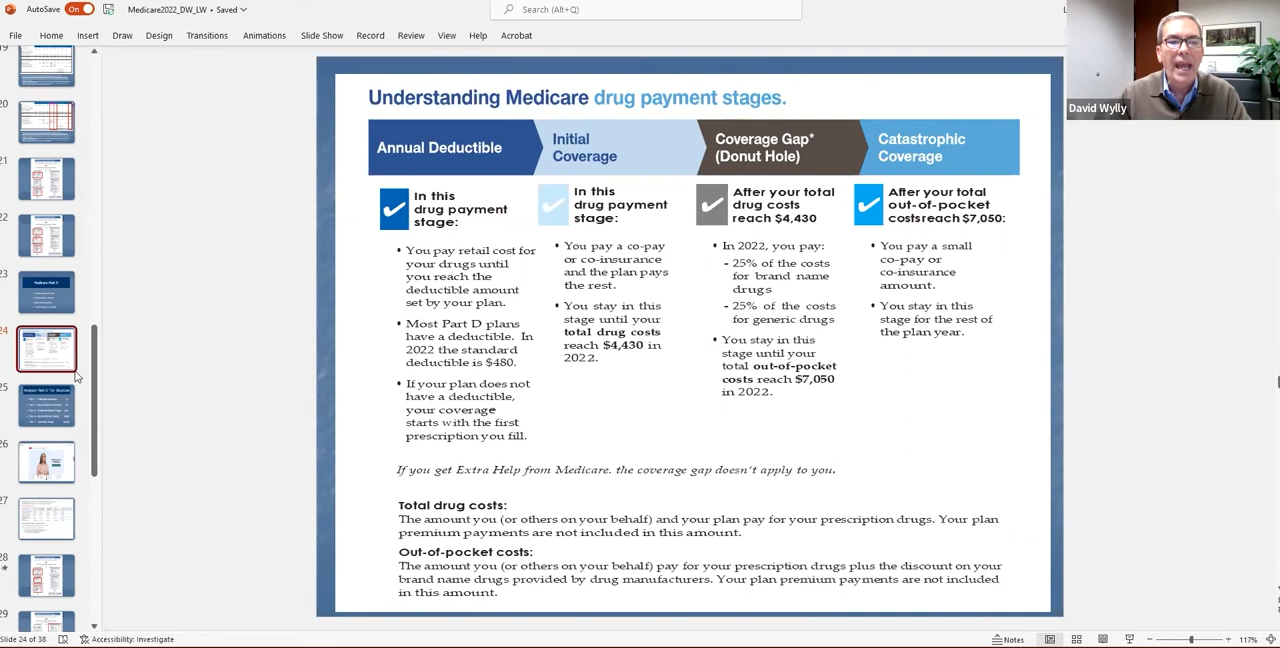 AutoSave On Medicare2022_DW_LW • Saved
Search (Alt+Q)
File Home Insert Draw Design Transitions Animations Slide Show Record Review View Help Acrobat
David Wylly
20
21
22
23
24
25
26
27
28
29
Understanding Medicare drug payment stages.
Annual Deductible
Initial
Coverage
Coverage Gap*
(Donut Hole)
Catastrophic
Coverage
In this
drug payment
stage:
• You pay retail cost for
your drugs until
you reach the
deductible amount
set by your plan.
• Most Part D plans
have a deductible. In
2022 the standard
deductible is $480.
• If your plan does not
have a deductible,
your coverage
starts with the first
prescription you fill.
In this
drug payment
stage:
• You pay a co-pay
or co-insurance
and the plan pays
the rest.
• You stay in this
stage until your
total drug costs
reach $4,430 in
2022.
After your total
drug costs
reach $4,430
• In 2022, you pay:
- 25% of the costs
for brand name
drugs
- 25% of the costs
for generic drugs
• You stay in this
stage until your
total out-of-pocket
costs reach $7,050
in 2022.
After your total
out-of-pocket
costs reach $7,050:
• You pay a small
co-pay or
co-insurance
amount.
• You stay in this
stage for the rest of
the plan year.
If you get Extra Help from Medicare. the coverage gap doesn't apply to you.
Total drug costs:
The amount you (or others on your behalf) and your plan pay for your prescription drugs. Your plan
premium payments are not included in this amount.
Out-of-pocket costs:
The amount you (or others on your behalf) pay for your prescription drugs plus the discount on your
brand name drugs provided by drug manufacturers. Your plan premium payments are not included
in this amount.
Slide 24 of 38 Accessibility: Investigate
Notes
117%